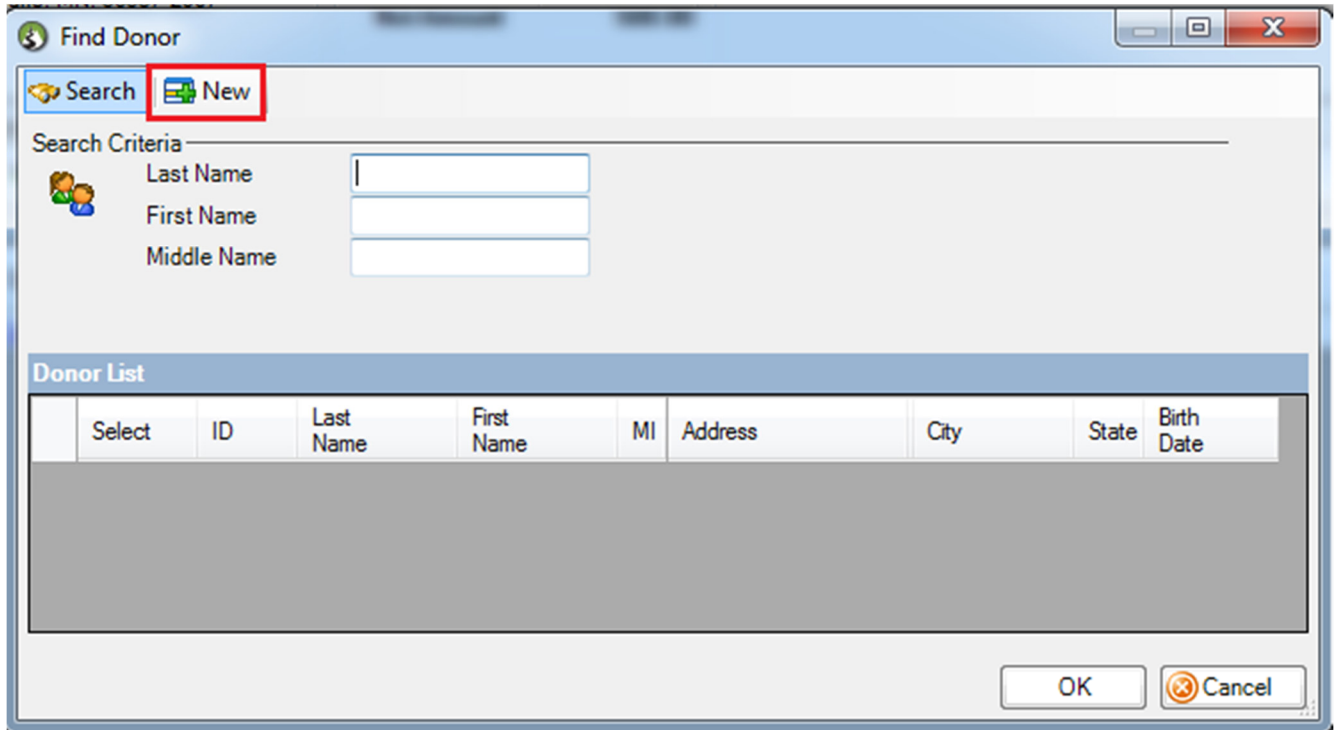 Find Donor
Search New
Search Criteria
Last Name
First Name
Middle Name
Donor List
Select ID Last Name First Name MI Address City State Birth Date
OK Cancel